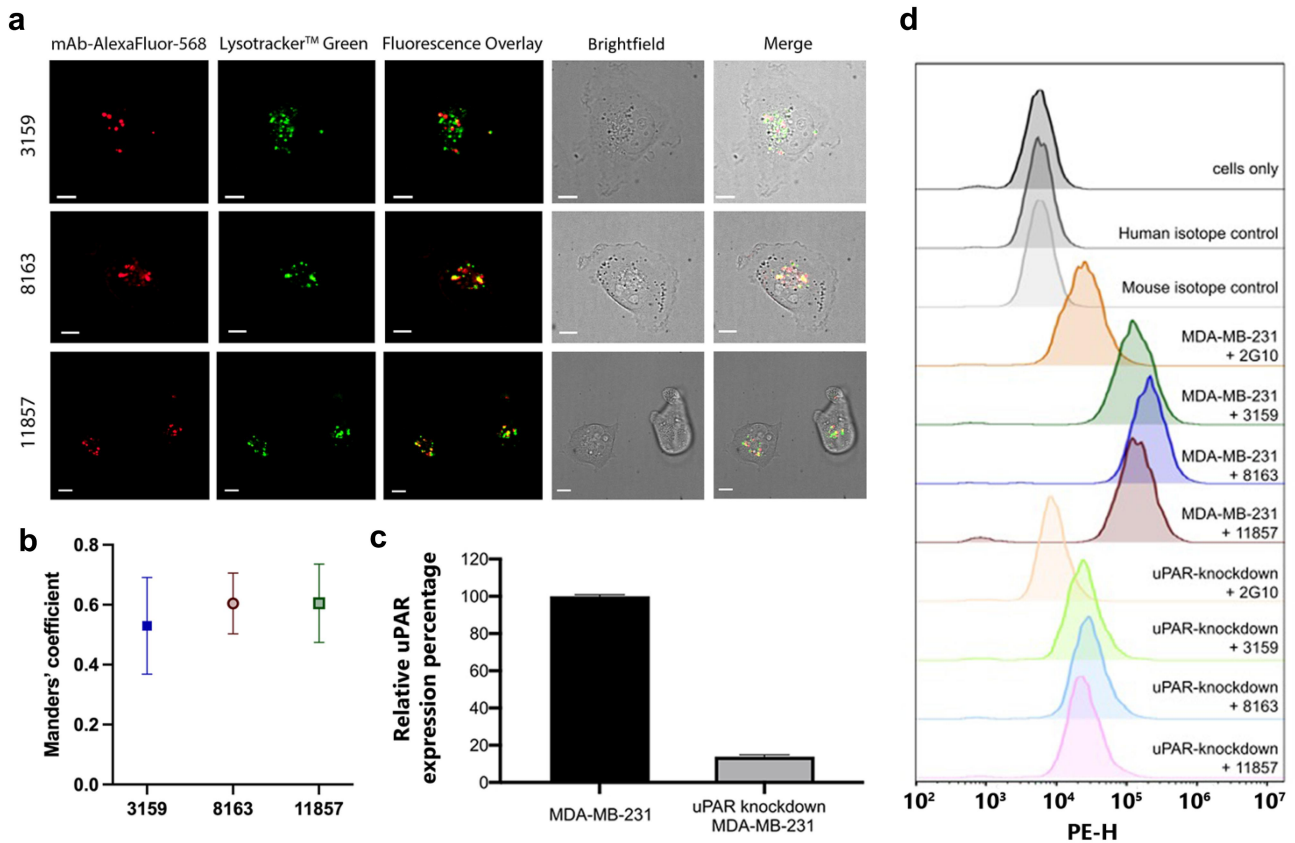 a
mAb-AlexaFluor-568 Lysotracker™ Green Fluorescence Overlay Brightfield Merge
3159
8163
11857
b
Manders' coefficient
0.8
0.6
0.4
0.2
0.0
3159 8163 11857
c
Relative uPAR
expression percentage
120
100
80
60
40
20
0
MDA-MB-231
uPAR knockdown
MDA-MB-231
d
cells only
Human isotope control
Mouse isotope control
MDA-MB-231
+ 2G10
MDA-MB-231
+ 3159
MDA-MB-231
+ 8163
MDA-MB-231
+ 11857
uPAR-knockdown
+ 2G10
uPAR-knockdown
+ 3159
uPAR-knockdown
+ 8163
uPAR-knockdown
+ 11857
10² 10³ 10⁴ 10⁵ 10⁶ 10⁷
PE-H